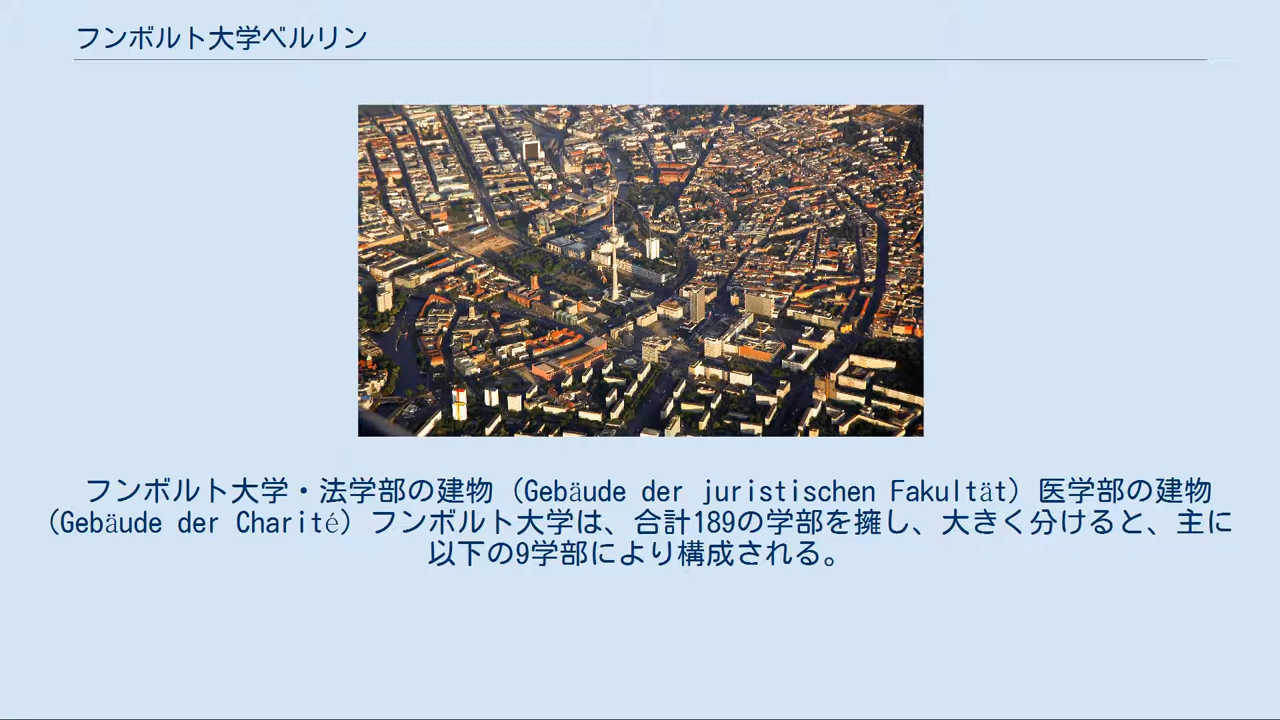 フンボルト大学ベルリン
フンボルト大学・法学部の建物（Gebäude der juristischen Fakultät）医学部の建物
（Gebäude der Charité）フンボルト大学は、合計189の学部を擁し、大きく分けると、主に
以下の9学部により構成される。